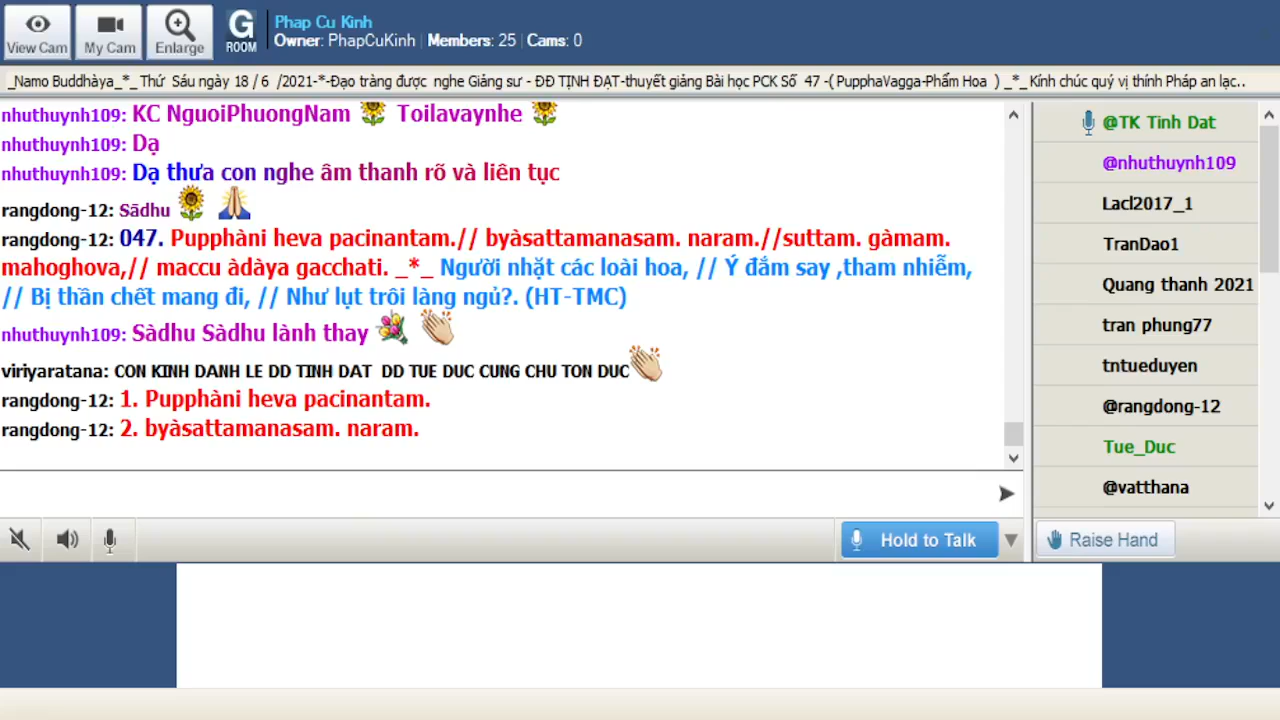 View Cam
My Cam
Enlarge
G
ROOM
Phap Cu Kinh
Owner: PhapCuKinh | Members: 25 | Cams: 0
_Namo Buddhàya_*_Thứ Sáu ngày 18 / 6 /2021-*-Đạo tràng được nghe Giảng sư - ĐĐ TỊNH ĐẠT-thuyết giảng Bài học PCK Số 47 -( PupphaVagga-Phẩm Hoa ) _*_Kính chúc quý vị thính Pháp an lạc..
nhuthuynh109: KC NguoiPhuongNam Toilavaynhe
nhuthuynh109: Dạ
nhuthuynh109: Dạ thưa con nghe âm thanh rõ và liên tục
rangdong-12: Sādhu
rangdong-12: 047. Pupphàni heva pacinantam.// byàsattamanasam. naram.//suttam. gàmam.
mahoghova,// maccu àdàya gacchati. _*_ Người nhặt các loài hoa, // Ý đắm say ,tham nhiễm,
// Bị thần chết mang đi, // Như lụt trôi làng ngủ?. (HT-TMC)
nhuthuynh109: Sàdhu Sàdhu lành thay
viriyaratana: CON KINH DANH LE DD TINH DAT DD TUE DUC CUNG CHU TON DUC
rangdong-12: 1. Pupphàni heva pacinantam.
rangdong-12: 2. byàsattamanasam. naram.
@TK Tinh Dat
@nhuthuynh109
Lacl2017_1
TranDao1
Quang thanh 2021
tran phung77
tntueduyen
@rangdong-12
Tue_Duc
@vatthana
Hold to Talk
Raise Hand